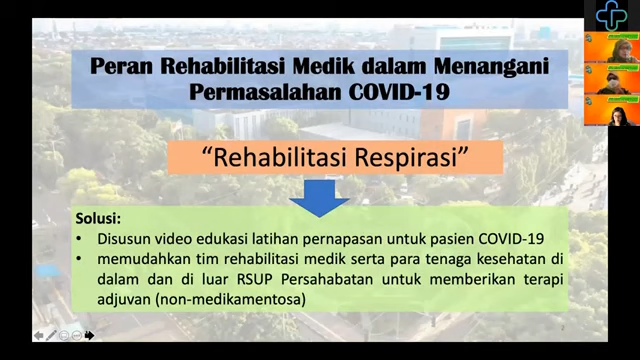 Peran Rehabilitasi Medik dalam Menangani
Permasalahan COVID-19
“Rehabilitasi Respirasi”
Solusi:
• Disusun video edukasi latihan pernapasan untuk pasien COVID-19
• memudahkan tim rehabilitasi medik serta para tenaga kesehatan di
dalam dan di luar RSUP Persahabatan untuk memberikan terapi
adjuvan (non-medikamentosa)
2